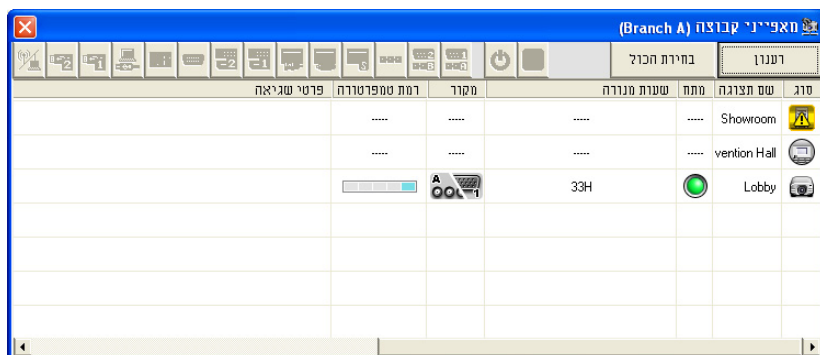 מאפייני קבוצה (Branch A)
רענון בחירת הכול
סוג שם תצוגה מתח שעות מנורה מקור רמת טמפרטורה פרטי שגיאה
Showroom ----- ----- ----- -----
vention Hall ----- ----- ----- -----
Lobby 33H